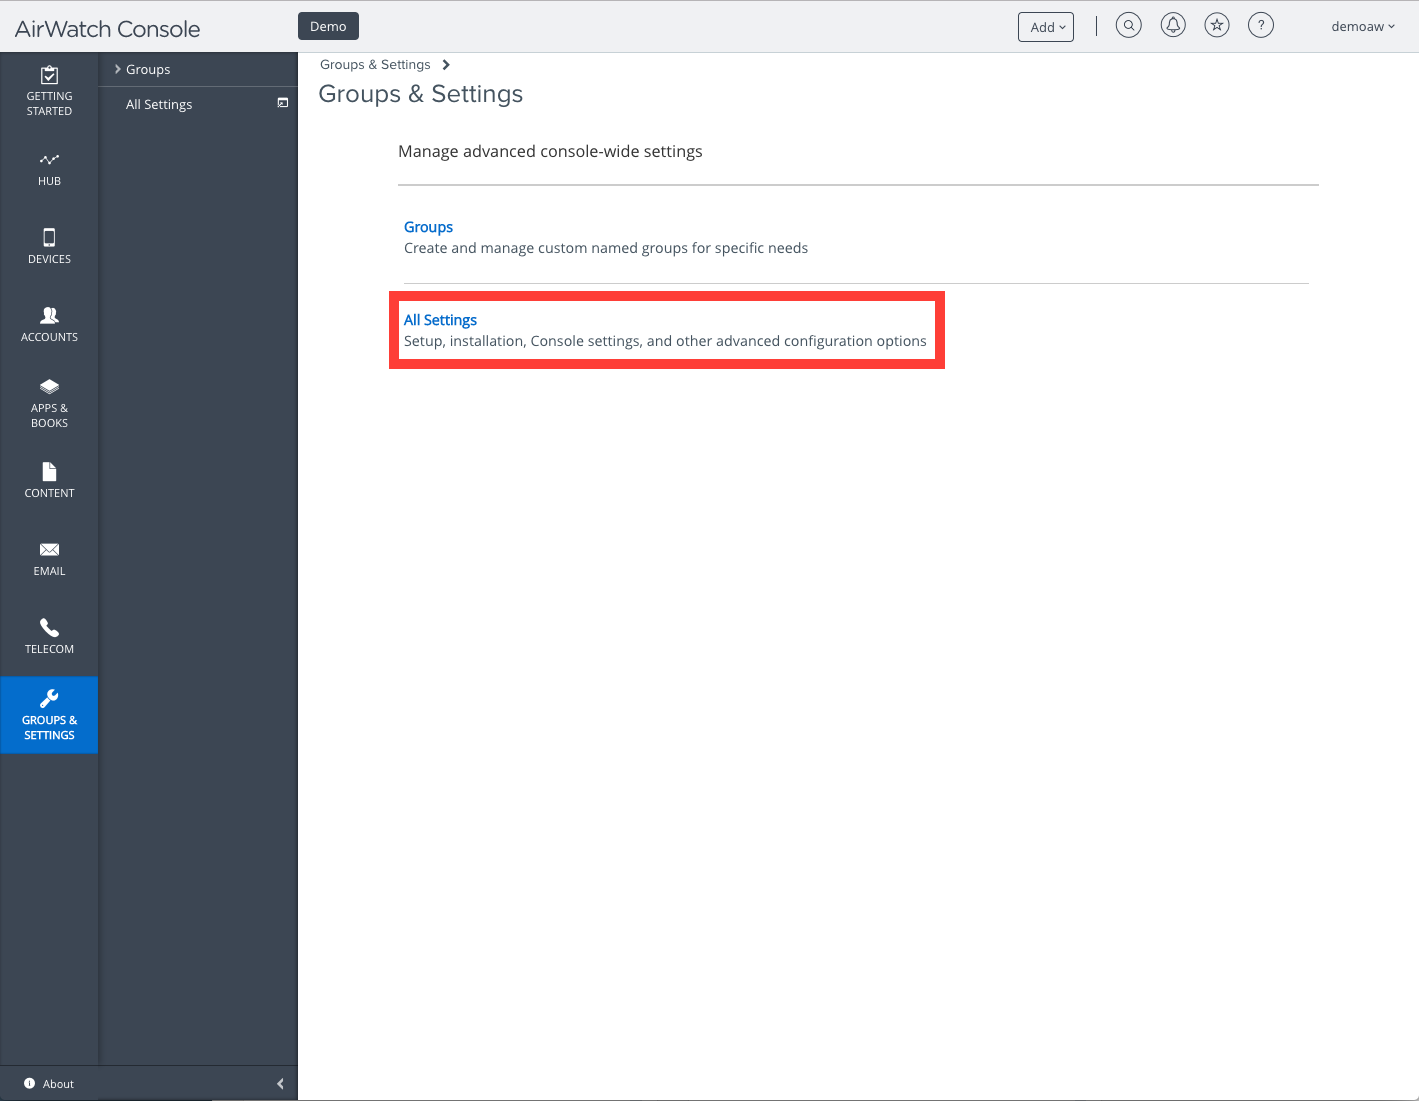 AirWatch Console
Demo
Add
?
demoaw
GETTING
STARTED
HUB
DEVICES
ACCOUNTS
APPS &
BOOKS
CONTENT
EMAIL
TELECOM
GROUPS &
SETTINGS
About
Groups
All Settings
Groups & Settings
Groups & Settings
Manage advanced console-wide settings
Groups
Create and manage custom named groups for specific needs
All Settings
Setup, installation, Console settings, and other advanced configuration options